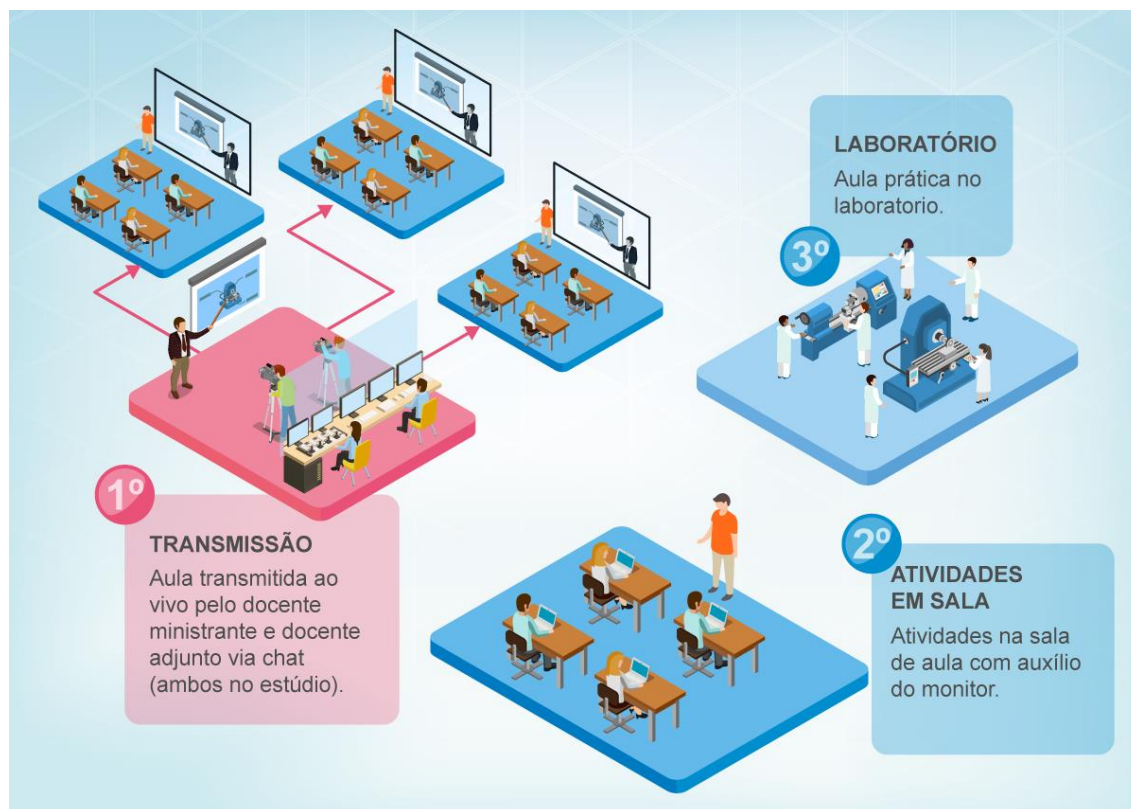 1º
TRANSMISSÃO
Aula transmitida ao
vivo pelo docente
ministrante e docente
adjunto via chat
(ambos no estúdio).
2º
ATIVIDADES
EM SALA
Atividades na sala
de aula com auxílio
do monitor.
3º
LABORATÓRIO
Aula prática no
laboratorio.